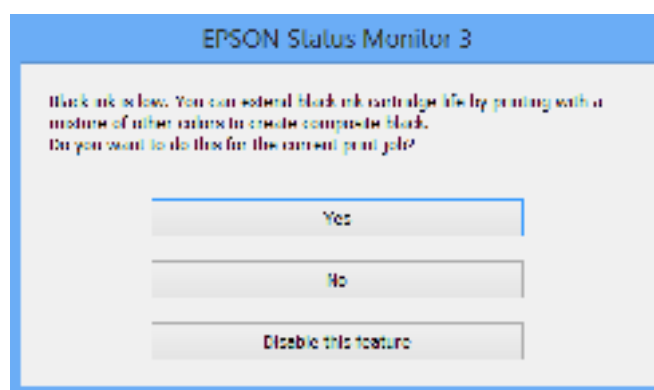 EPSON Status Monitor 3
Black ink is low. You can extend black ink cartridge life by printing with a
mixture of other colors to create composite black.
Do you want to do this for the current print job?
Yes
No
Disable this feature